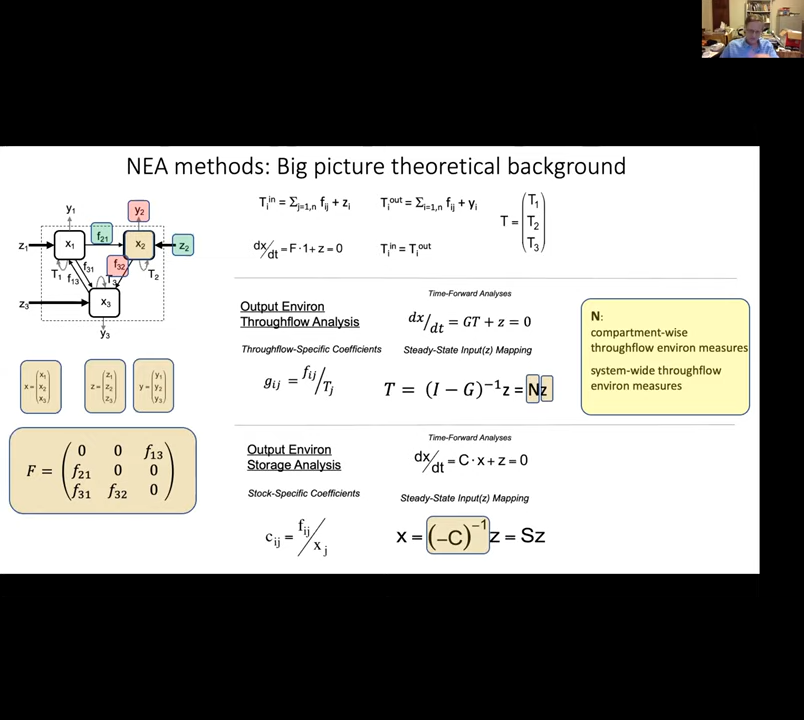 NEA methods: Big picture theoretical background
y₁ y₂
z₁ x₁ f₂₁ x₂ z₂
T₁ f₁₃ f₃₁ f₃₂ T₃ T₂
z₃ x₃
y₃
x = (x₁ x₂ x₃) z = (z₁ z₂ z₃) y = (y₁ y₂ y₃)
F = ( 0 0 f₁₃
f₂₁ 0 0
f₃₁ f₃₂ 0 )
Tᵢⁱⁿ = Σⱼ₌₁,ₙ fᵢⱼ + zᵢ Tᵢᵒᵘᵗ = Σᵢ₌₁,ₙ fᵢⱼ + yᵢ
T = (T₁ T₂ T₃)
dx/dt = F · 1 + z = 0 Tᵢⁱⁿ = Tᵢᵒᵘᵗ
Output Environ
Throughflow Analysis
Time-Forward Analyses
dx/dt = GT + z = 0
Throughflow-Specific Coefficients
Steady-State Input(z) Mapping
gᵢⱼ = fᵢⱼ/Tⱼ
T = (I − G)⁻¹z = Nz
Output Environ
Storage Analysis
Time-Forward Analyses
dx/dt = C · x + z = 0
Stock-Specific Coefficients
Steady-State Input(z) Mapping
cᵢⱼ = fᵢⱼ/xⱼ
x = (−C)⁻¹z = Sz
N:
compartment-wise
throughflow environ measures
system-wide throughflow
environ measures